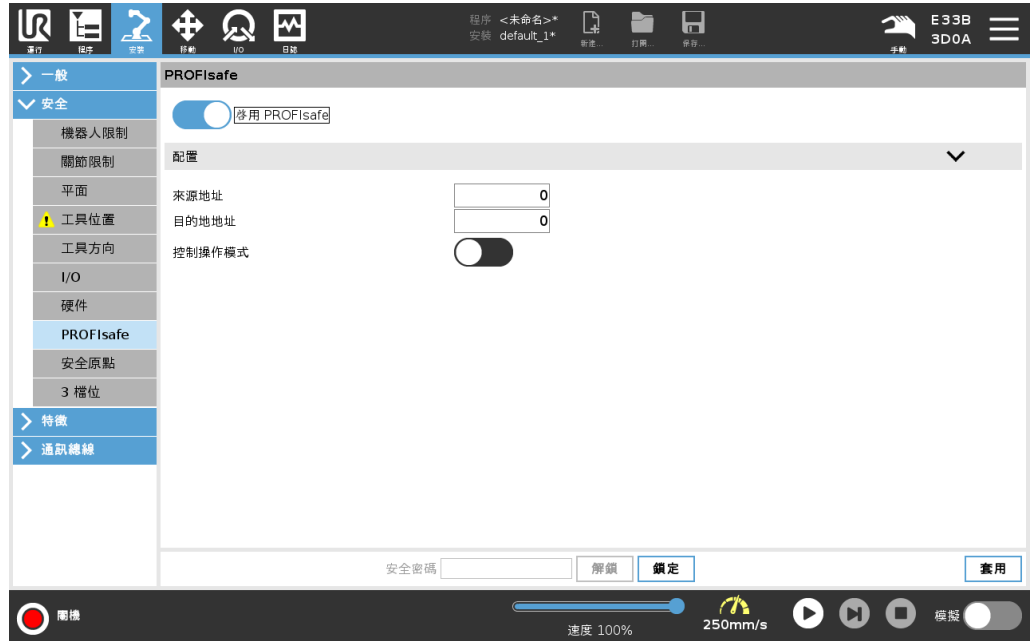 程序 <未命名>*
安裝 default_1*
E33B
3D0A
運行
程序
安裝
移動
I/O
日誌
新建...
打開...
保存...
手動
一般
安全
機器人限制
關節限制
平面
工具位置
工具方向
I/O
硬件
PROFIsafe
安全原點
3 檔位
特徵
通訊總線
PROFIsafe
啓用 PROFIsafe
配置
來源地址
0
目的地地址
0
控制操作模式
安全密碼
解鎖
鎖定
套用
關機
速度 100%
250mm/s
模擬